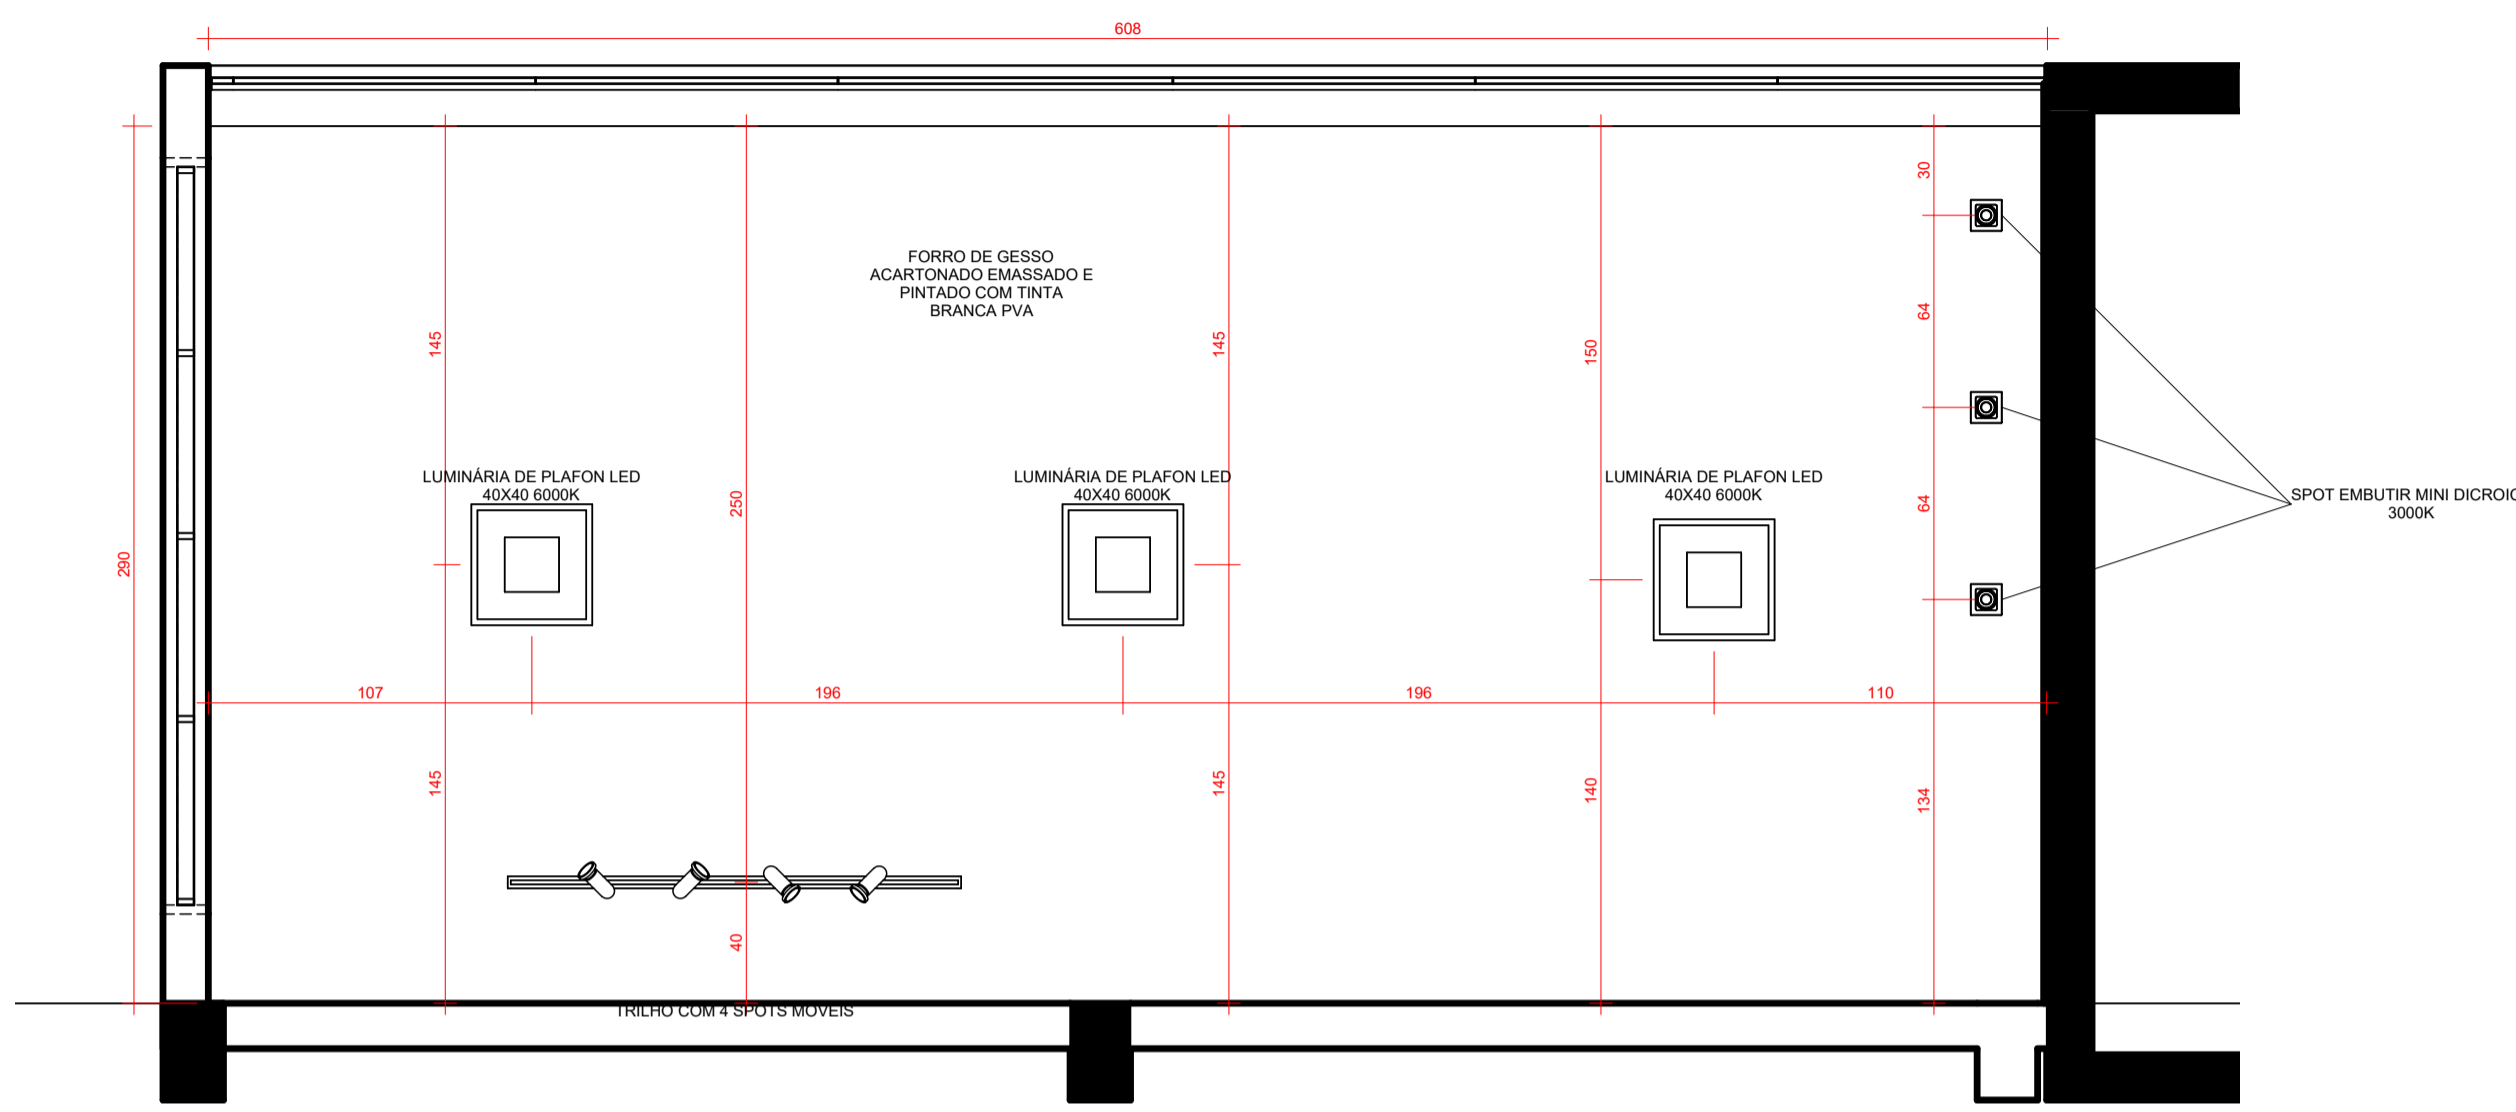 608
30
FORRO DE GESSO
ACARTONADO EMASSADO E
PINTADO COM TINTA
BRANCA PVA
64
145
145
150
LUMINÁRIA DE PLAFON LED
40X40 6000K
LUMINÁRIA DE PLAFON LED
40X40 6000K
LUMINÁRIA DE PLAFON LED
40X40 6000K
250
64
SPOT EMBUTIR MINI DICROIC
3000K
290
107
196
196
110
145
145
140
134
40
TRILHO COM 4 SPOTS MOVEIS